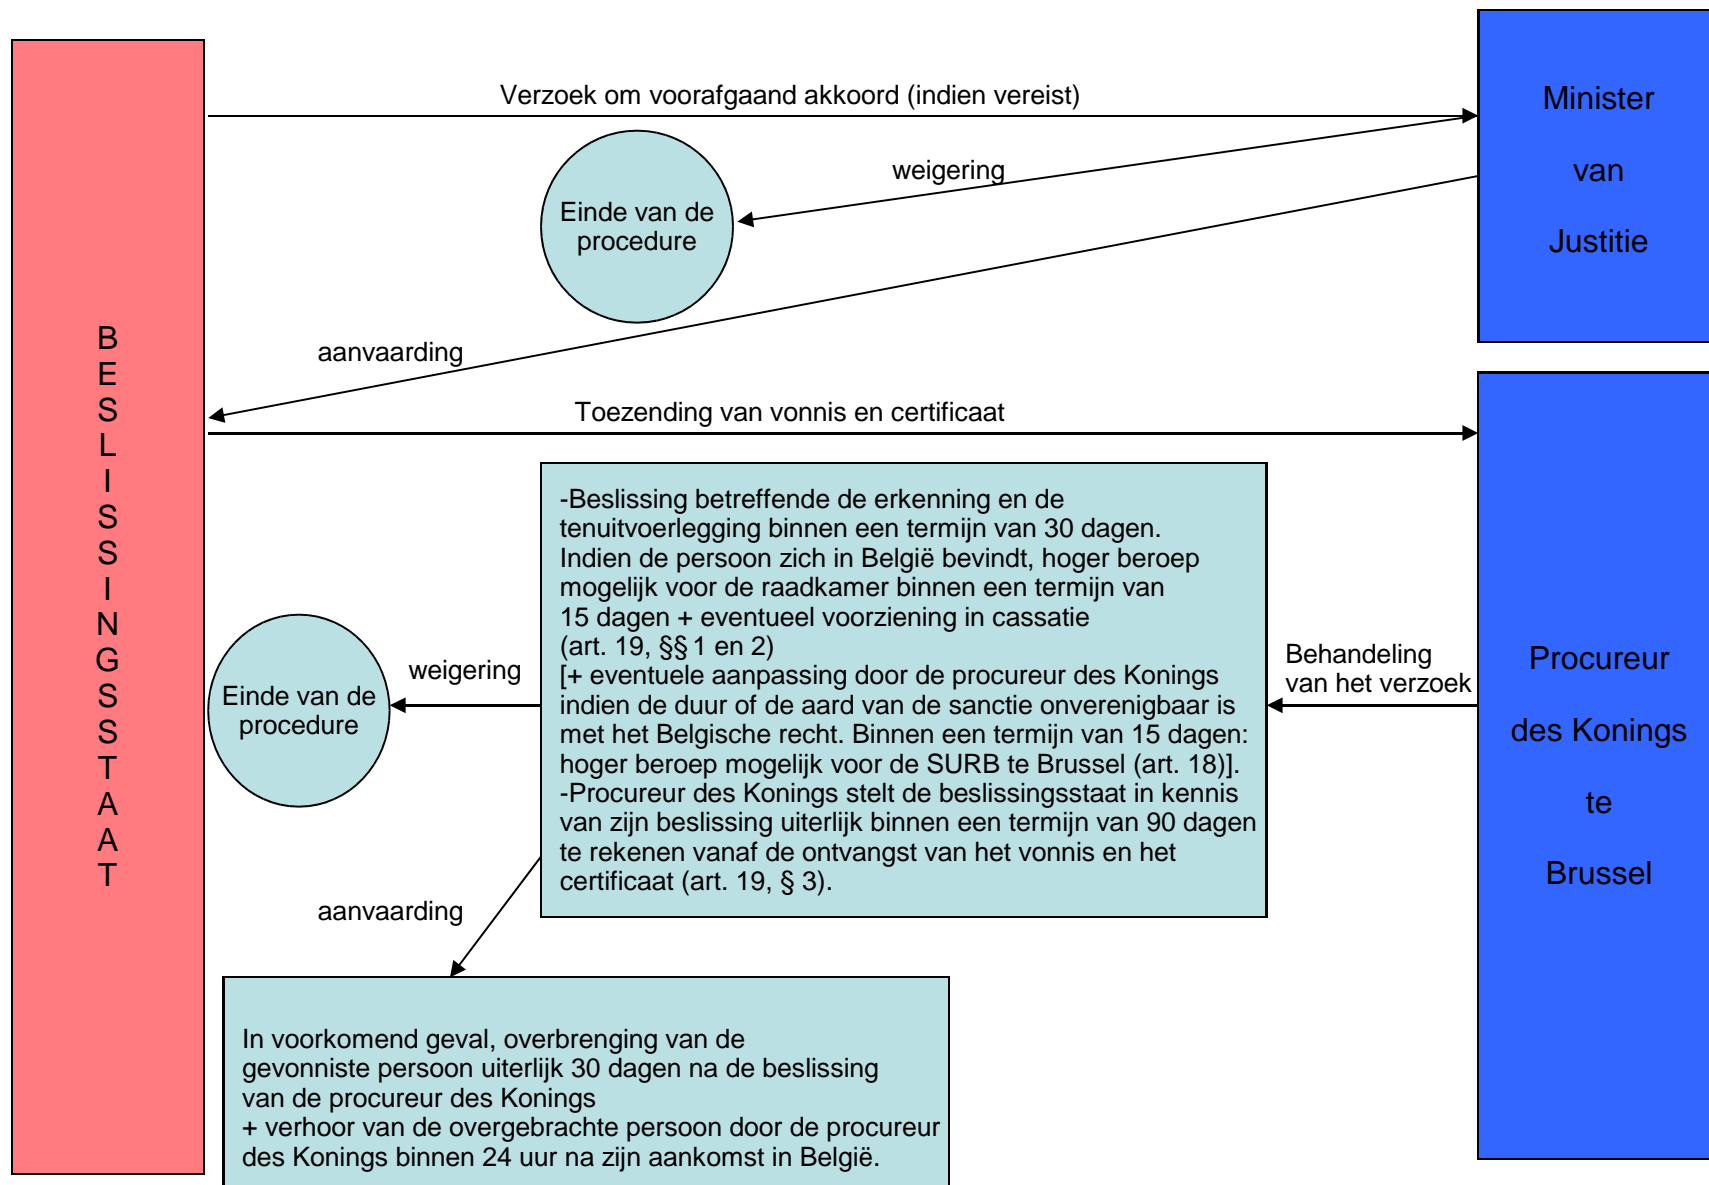 Verzoek om voorafgaand akkoord (indien vereist)
Minister
van
Justitie
weigering
Einde van de
procedure
aanvaarding
B
E
S
L
I
S
S
I
N
G
S
S
T
A
A
T
Toezending van vonnis en certificaat
-Beslissing betreffende de erkenning en de
tenuitvoerlegging binnen een termijn van 30 dagen.
Indien de persoon zich in België bevindt, hoger beroep
mogelijk voor de raadkamer binnen een termijn van
15 dagen + eventueel voorziening in cassatie
(art. 19, §§ 1 en 2)
[+ eventuele aanpassing door de procureur des Konings
indien de duur of de aard van de sanctie onverenigbaar is
met het Belgische recht. Binnen een termijn van 15 dagen:
hoger beroep mogelijk voor de SURB te Brussel (art. 18)].
-Procureur des Konings stelt de beslissingsstaat in kennis
van zijn beslissing uiterlijk binnen een termijn van 90 dagen
te rekenen vanaf de ontvangst van het vonnis en het
certificaat (art. 19, § 3).
Behandeling
van het verzoek
Procureur
des Konings
te
Brussel
weigering
Einde van de
procedure
aanvaarding
In voorkomend geval, overbrenging van de
gevonniste persoon uiterlijk 30 dagen na de beslissing
van de procureur des Konings
+ verhoor van de overgebrachte persoon door de procureur
des Konings binnen 24 uur na zijn aankomst in België.